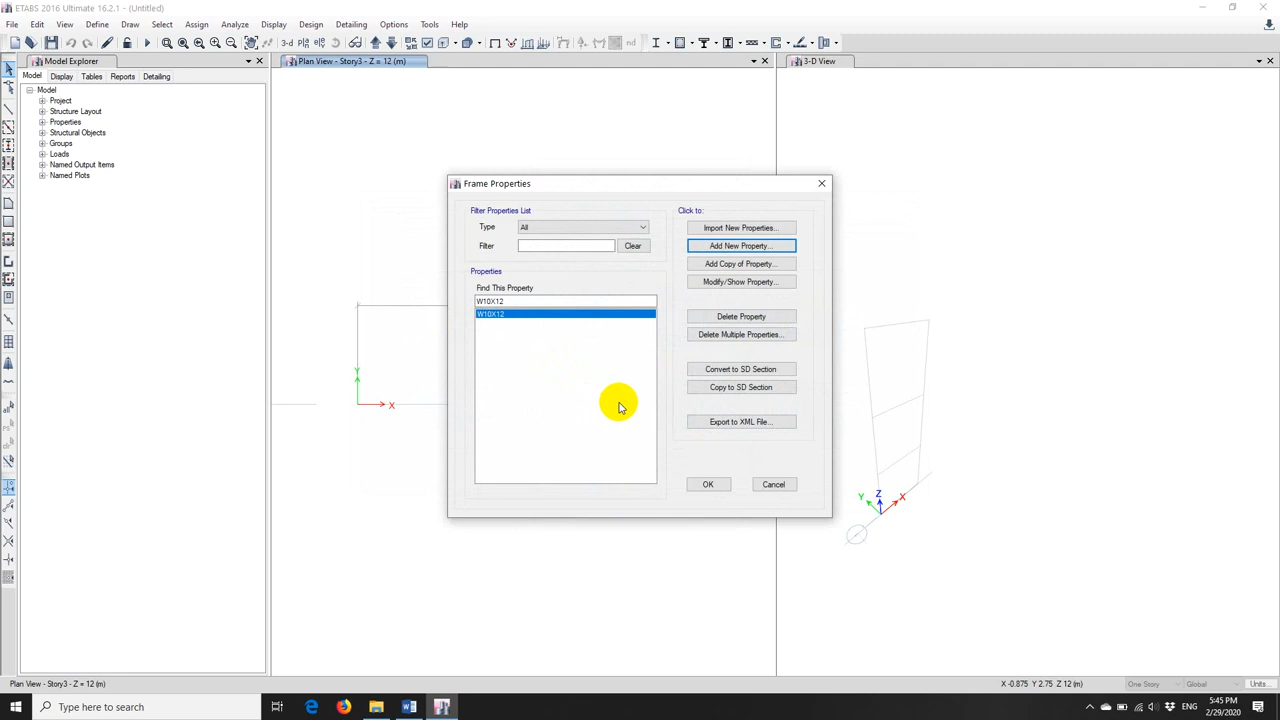 ETABS 2016 Ultimate 16.2.1 - (Untitled)
File Edit View Define Draw Select Assign Analyze Display Design Detailing Options Tools Help
3-d
nd
Model Explorer
Plan View - Story3 - Z = 12 (m)
3-D View
Model Display Tables Reports Detailing
Model
Project
Structure Layout
Properties
Structural Objects
Groups
Loads
Named Output Items
Named Plots
Frame Properties
Filter Properties List
Type All
Filter Clear
Properties
Find This Property
W10X12
W10X12
Click to:
Import New Properties...
Add New Property...
Add Copy of Property...
Modify/Show Property...
Delete Property
Delete Multiple Properties...
Convert to SD Section
Copy to SD Section
Export to XML File...
OK Cancel
Y
X
Z
Y X
Plan View - Story3 - Z = 12 (m)
X -0.875 Y 2.75 Z 12 (m)
One Story Global Units...
Type here to search
ENG
5:45 PM
2/29/2020